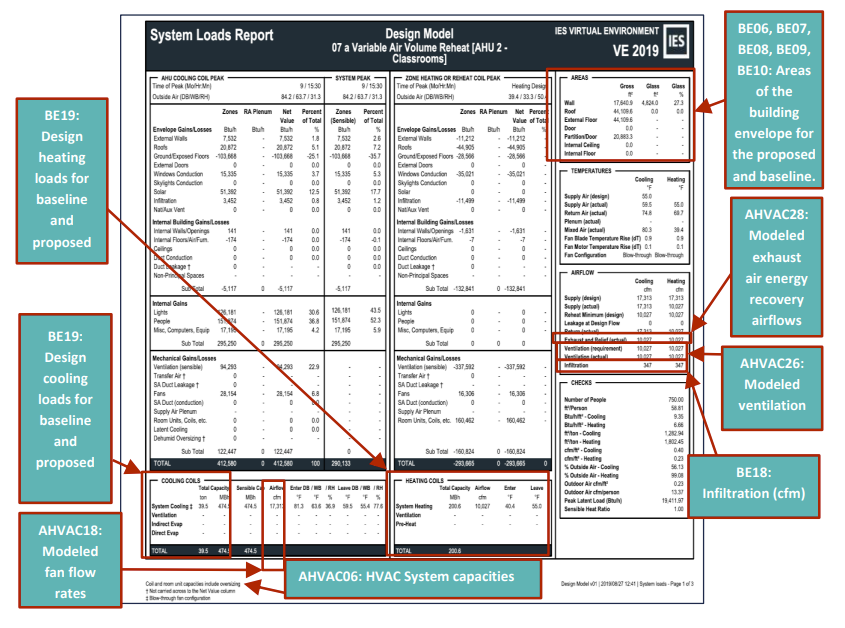 System Loads Report
Design Model
07 a Variable Air Volume Reheat [AHU 2 -
Classrooms]
IES VIRTUAL ENVIRONMENT
VE 2019
IES
AHU COOLING COIL PEAK
SYSTEM PEAK
Time of Peak (Mo/Hr:Mn) 9 / 15:30 9 / 15:30
Outside Air (DB/WB/RH) 84.2 / 63.7 / 31.3 84.2 / 63.7 / 31.3
Zones RA Plenum Net Percent Zones Percent
Value of Total (Sensible) of Total
Envelope Gains/Losses Btu/h Btu/h Btu/h % Btu/h %
External Walls 7,532 - 7,532 1.8 7,532 2.6
Roofs 20,872 - 20,872 5.1 20,872 7.2
Ground/Exposed Floors -103,668 - -103,668 -25.1 -103,668 -35.7
External Doors 0 - 0 0.0 0 0.0
Windows Conduction 15,335 - 15,335 3.7 15,335 5.3
Skylights Conduction 0 - 0 0.0 0 0.0
Solar 51,392 - 51,392 12.5 51,392 17.7
Infiltration 3,452 - 3,452 0.8 3,452 1.2
Nat/Aux Vent 0 - 0 0.0 0 0.0
Internal Building Gains/Losses
Internal Walls/Openings 141 - 141 0.0 141 0.0
Internal Floors/Air/Furn. -174 - -174 0.0 -174 -0.1
Ceilings 0 - 0 0.0 0 0.0
Duct Conduction 0 - 0 0.0 0 0.0
Duct Leakage † 0 - - - 0 0.0
Non-Principal Spaces - - - - - -
Sub Total -5,117 0 -5,117 -5,117
Internal Gains
Lights 126,181 - 126,181 30.6 126,181 43.5
People 151,874 - 151,874 36.8 151,874 52.3
Misc, Computers, Equip 17,195 - 17,195 4.2 17,195 5.9
Sub Total 295,250 0 295,250 295,250
Mechanical Gains/Losses
Ventilation (sensible) 94,293 - 94,293 22.9
Transfer Air † 0
SA Duct Leakage † 0
Fans 28,154 - 28,154 6.8
SA Duct (conduction) 0 - 0 0.0
Supply Air Plenum
Room Units, Coils, etc. 0 - 0 0.0
Latent Cooling 0 0 0.0
Dehumid Oversizing † 0
Sub Total 122,447 0 122,447 0
TOTAL 412,580 0 412,580 100 290,133
ZONE HEATING OR REHEAT COIL PEAK
Time of Peak (Mo/Hr:Mn) Heating Design
Outside Air (DB/WB/RH) 39.4 / 33.3 / 50.
Zones RA Plenum Net Percent
Value of Total
Envelope Gains/Losses Btu/h Btu/h Btu/h %
External Walls -11,212 - -11,212
Roofs -44,905 - -44,905
Ground/Exposed Floors -28,566 - -28,566
External Doors 0 - 0
Windows Conduction -35,021 - -35,021
Skylights Conduction 0 - 0
Solar 0 - 0
Infiltration -11,499 - -11,499
Nat/Aux Vent 0 - 0
Internal Building Gains/Losses
Internal Walls/Openings -1,631 - -1,631
Internal Floors/Air/Furn. -7 - -7
Ceilings 0 - 0
Duct Conduction 0 - 0
Duct Leakage † 0
Non-Principal Spaces
Sub Total -132,841 0 -132,841
Internal Gains
Lights 0 - 0
People 0 - 0
Misc, Computers, Equip 0 - 0
Sub Total 0 0 0
Mechanical Gains/Losses
Ventilation (sensible) -337,592 - -337,592
Transfer Air † 0
SA Duct Leakage † 0
Fans 16,306 - 16,306
SA Duct (conduction) 0 - 0
Supply Air Plenum
Room Units, Coils, etc. 160,462 - 160,462
Sub Total -160,824 0 -160,824
TOTAL -293,665 0 -293,665 0
AREAS
Gross Glass Glass
ft² ft² %
Wall 17,640.9 4,824.0 27.3
Roof 44,109.6 0.0 0.0
External Floor 44,109.6 - -
Door 0.0 - -
Partition/Door 20,883.3 - -
Internal Ceiling 0.0 - -
Internal Floor 0.0 - -
TEMPERATURES
Cooling Heating
°F °F
Supply Air (design) 55.0
Supply Air (actual) 59.5 55.0
Return Air (actual) 74.8 69.7
Plenum (actual) - -
Mixed Air (actual) 80.3 39.4
Fan Blade Temperature Rise (dT) 0.9 0.9
Fan Motor Temperature Rise (dT) 0.1 0.1
Fan Configuration Blow-through Blow-through
AIRFLOW
Cooling Heating
cfm cfm
Supply (design) 17,313 17,313
Supply (actual) 17,313 10,027
Reheat Minimum (design) 10,027 10,027
Leakage at Design Flow 0 0
Return (actual) 17,313 10,027
Exhaust and Relief (actual) 10,027 10,027
Ventilation (requirement) 10,027 10,027
Ventilation (actual) 10,027 10,027
Infiltration 347 347
CHECKS
Number of People 750.00
ft²/Person 58.81
Btu/h/ft² - Cooling 9.35
Btu/h/ft² - Heating 6.66
ft²/ton - Cooling 1,282.94
ft²/ton - Heating 1,802.45
cfm/ft² - Cooling 0.40
cfm/ft² - Heating 0.23
% Outside Air - Cooling 56.13
% Outside Air - Heating 99.08
Outdoor Air cfm/ft² 0.23
Outdoor Air cfm/person 13.37
Peak Latent Load (Btu/h) 19,411.97
Sensible Heat Ratio 1.00
COOLING COILS
Total Capacity Sensible Cap Airflow Enter DB / WB / RH Leave DB / WB / RH
ton MBh MBh cfm °F °F % °F °F %
System Cooling ‡ 39.5 474.5 474.5 17,313 81.3 63.6 36.9 59.5 55.4 77.6
Ventilation
Indirect Evap
Direct Evap
TOTAL 39.5 474.5 474.5
HEATING COILS
Total Capacity Airflow Enter Leave
MBh cfm °F °F
System Heating 200.6 10,027 40.4 55.0
Ventilation - - - -
Pre-Heat - - - -
TOTAL 200.6
Coil and room unit capacities include oversizing
† Not carried across to the Net Value column
‡ Blow-through fan configuration
Design Model v01 | 2019/08/27 12:41 | System loads - Page 1 of 3
BE19:
Design
heating
loads for
baseline
and
proposed
BE19:
Design
cooling
loads for
baseline
and
proposed
AHVAC18:
Modeled
fan flow
rates
AHVAC06: HVAC System capacities
BE06, BE07,
BE08, BE09,
BE10: Areas
of the
building
envelope for
the proposed
and baseline.
AHVAC28:
Modeled
exhaust
air energy
recovery
airflows
AHVAC26:
Modeled
ventilation
BE18:
Infiltration (cfm)